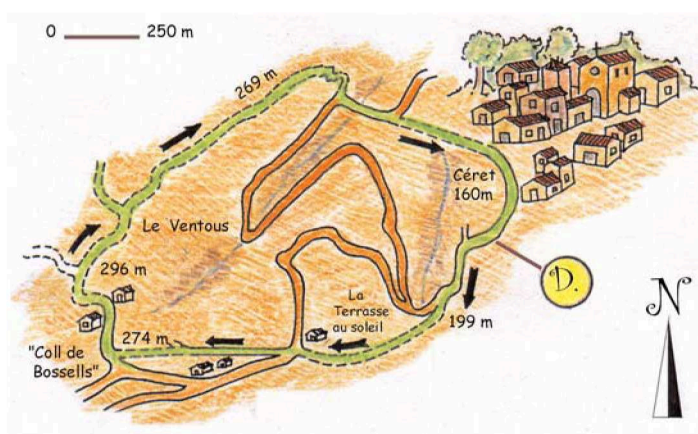 0 250 m
269 m
Céret
160m
Le Ventous
296 m
D.
N
La
Terrasse
au soleil
199 m
274 m
"Coll de
Bossells"